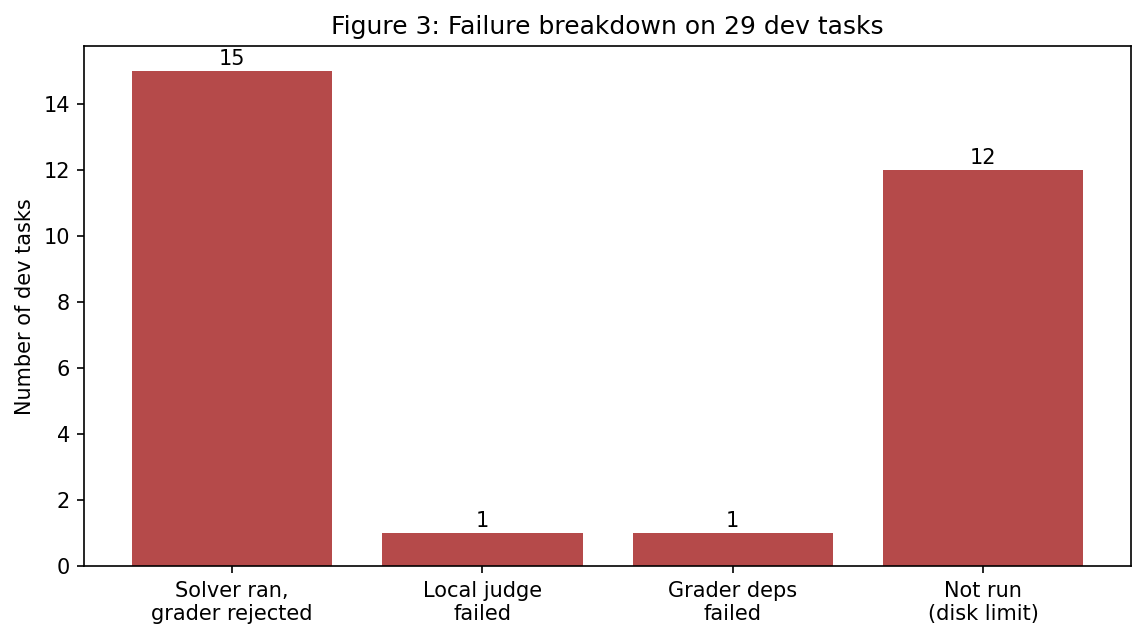 Figure 3: Failure breakdown on 29 dev tasks
Number of dev tasks
14
12
10
8
6
4
2
0
15
1
1
12
Solver ran,
grader rejected
Local judge
failed
Grader deps
failed
Not run
(disk limit)